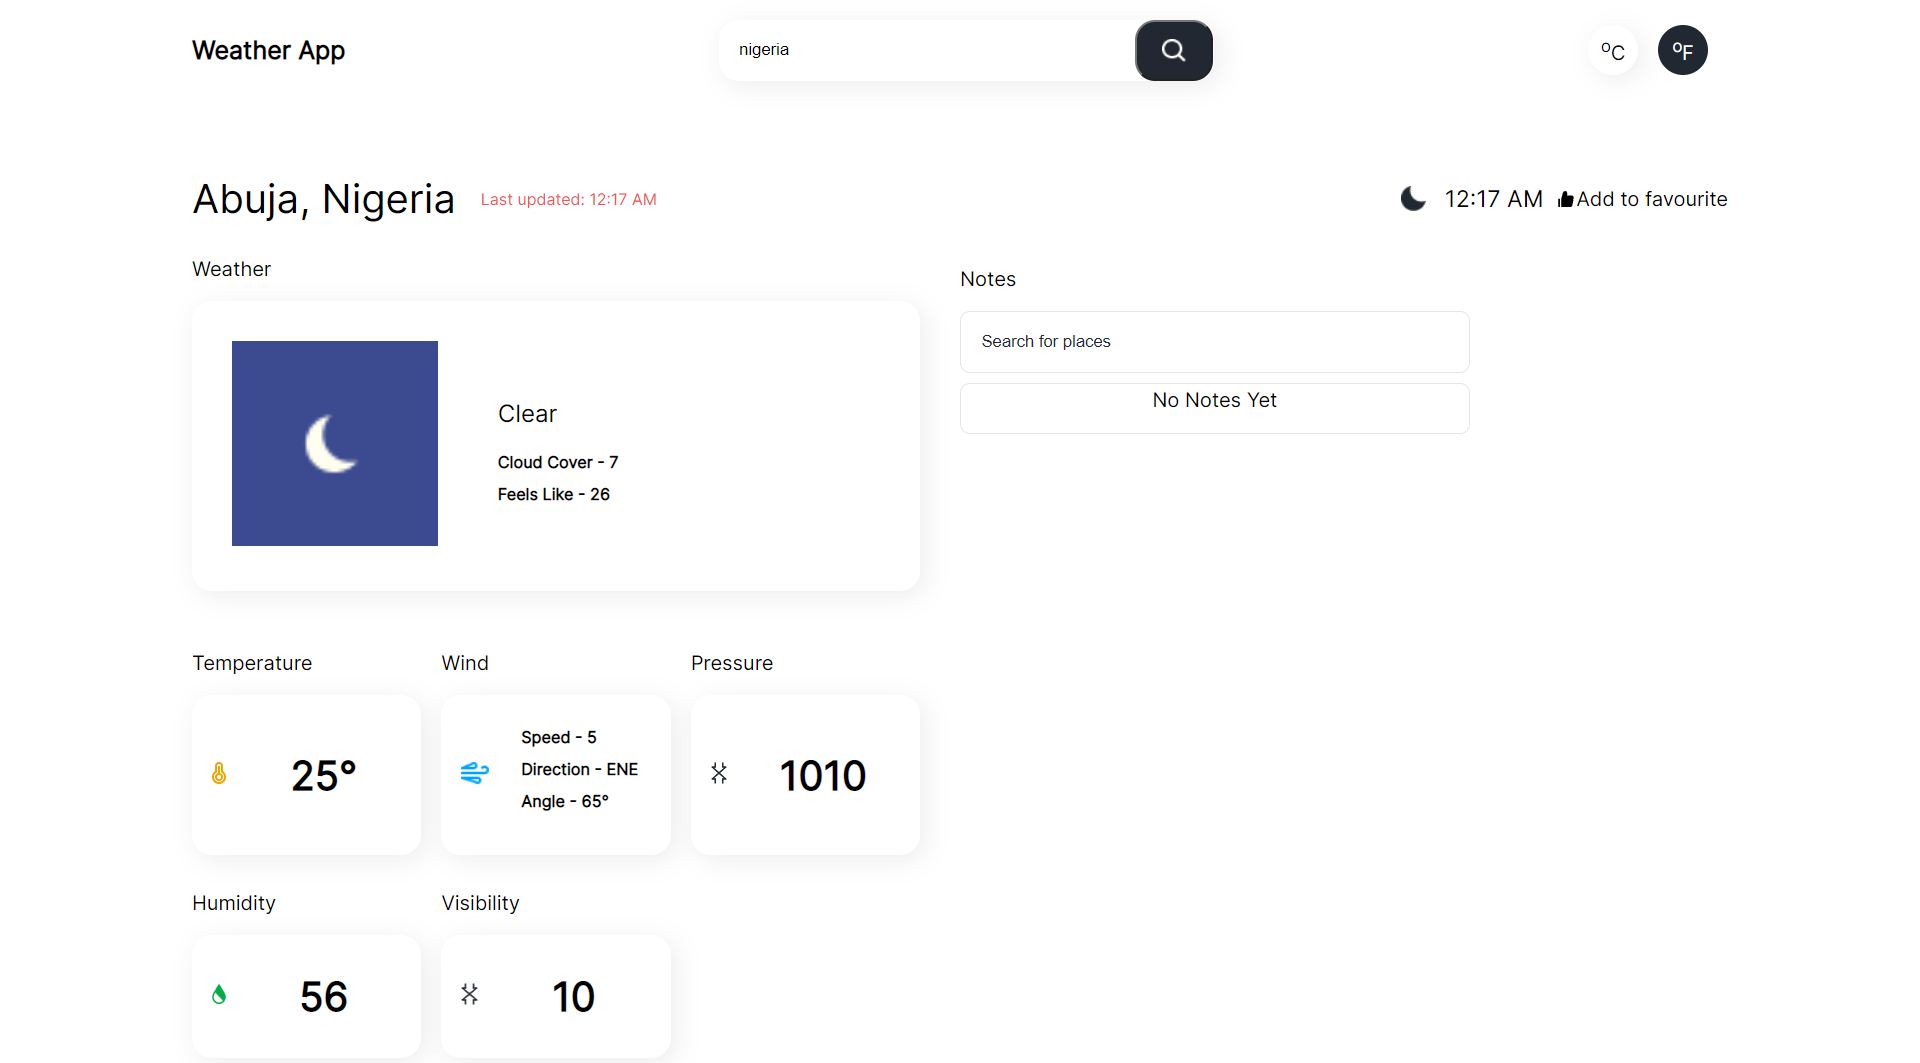 Weather App
nigeria
ºC
ºF
Abuja, Nigeria
Last updated: 12:17 AM
12:17 AM
Add to favourite
Weather
Clear
Cloud Cover - 7
Feels Like - 26
Notes
Search for places
No Notes Yet
Temperature
25°
Wind
Speed - 5
Direction - ENE
Angle - 65°
Pressure
1010
Humidity
56
Visibility
10